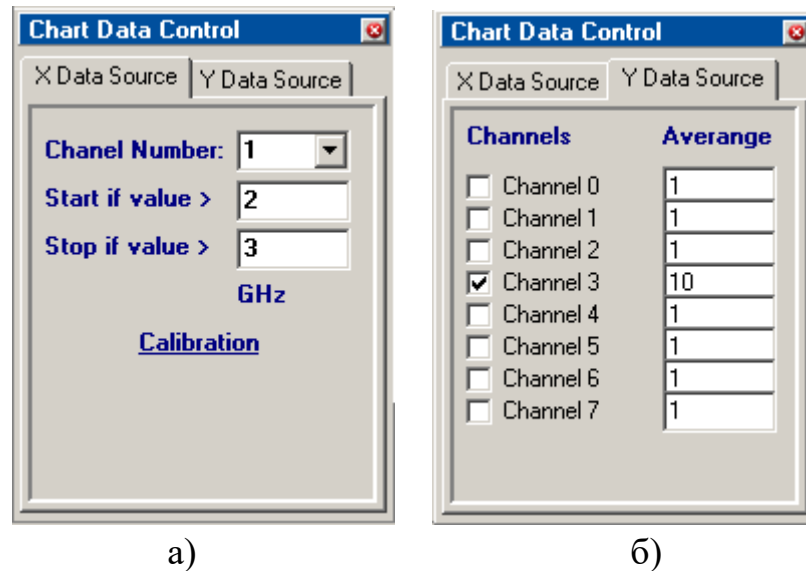 Chart Data Control
X Data Source Y Data Source
Chanel Number: 1
Start if value > 2
Stop if value > 3
GHz
Calibration
а)
Chart Data Control
X Data Source Y Data Source
Channels Averange
Channel 0 1
Channel 1 1
Channel 2 1
Channel 3 10
Channel 4 1
Channel 5 1
Channel 6 1
Channel 7 1
б)